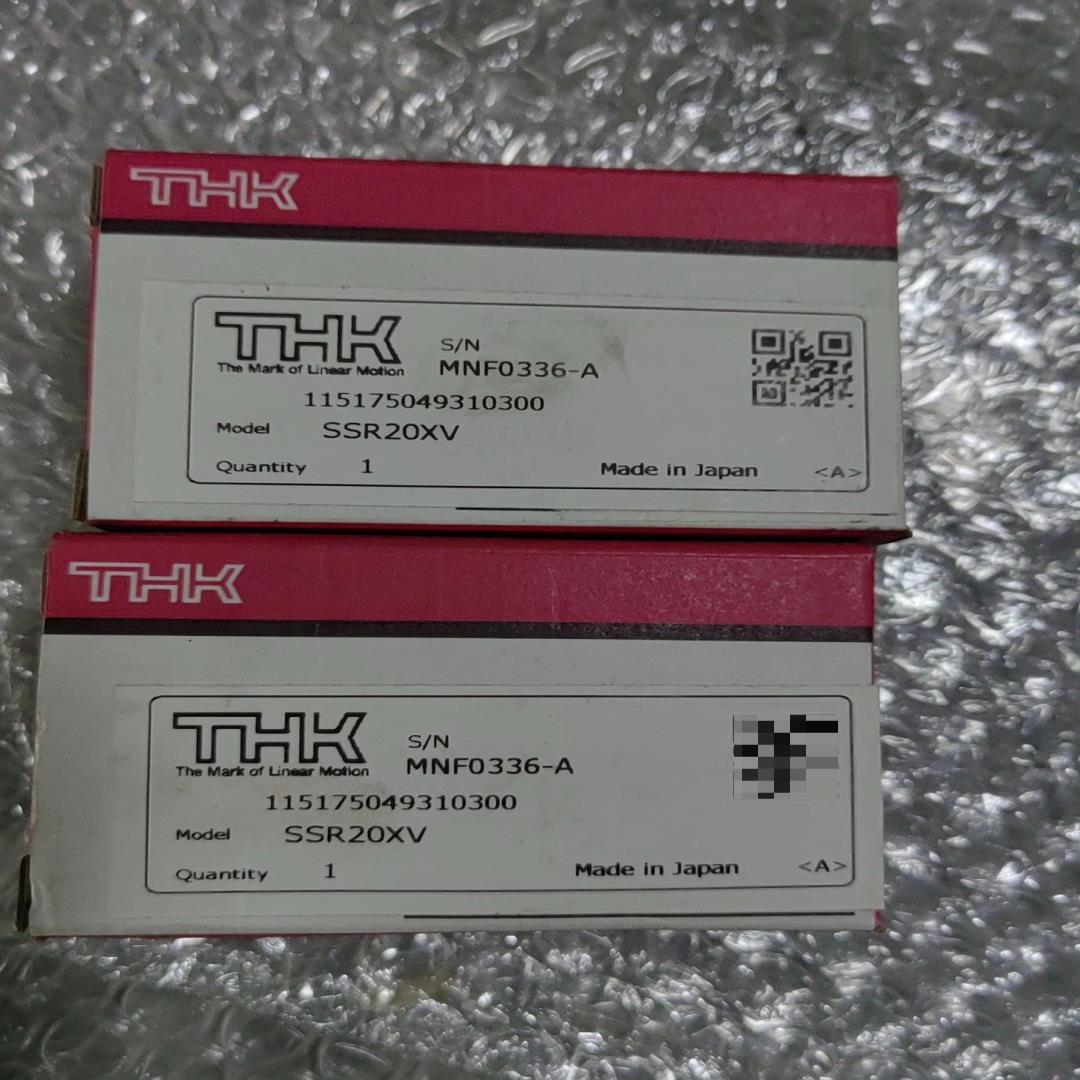 THK
THK
The Mark of Linear Motion
S/N
MNF0336-A
115175049310300
Model SSR20XV
Quantity 1 Made in Japan <A>
THK
THK
The Mark of Linear Motion
S/N
MNF0336-A
115175049310300
Model SSR20XV
Quantity 1 Made in Japan <A>